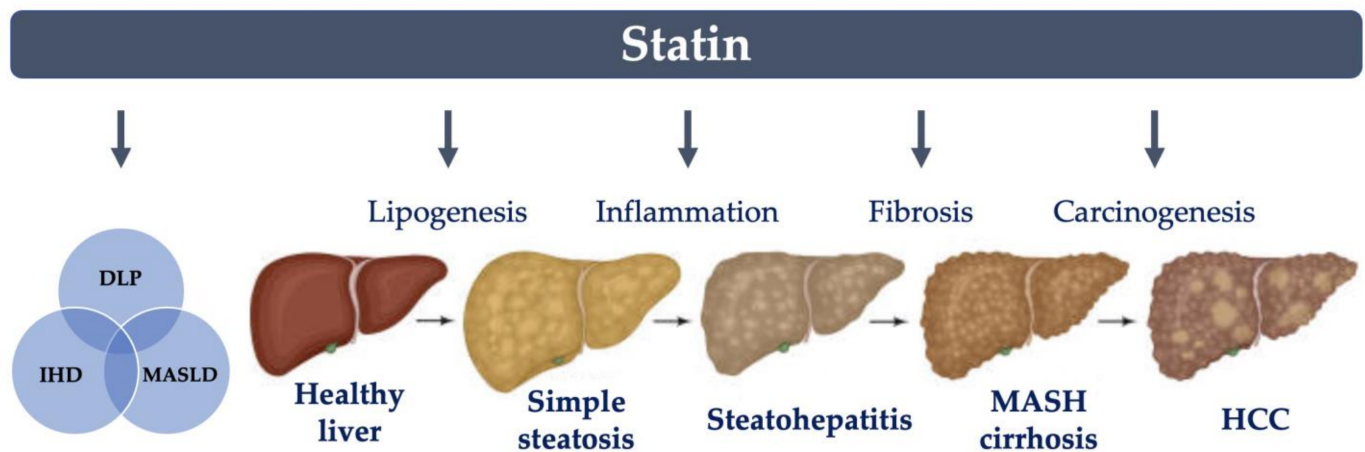 Statin
Lipogenesis
Inflammation
Fibrosis
Carcinogenesis
DLP
IHD
MASLD
Healthy
liver
Simple
steatosis
Steatohepatitis
MASH
cirrhosis
HCC